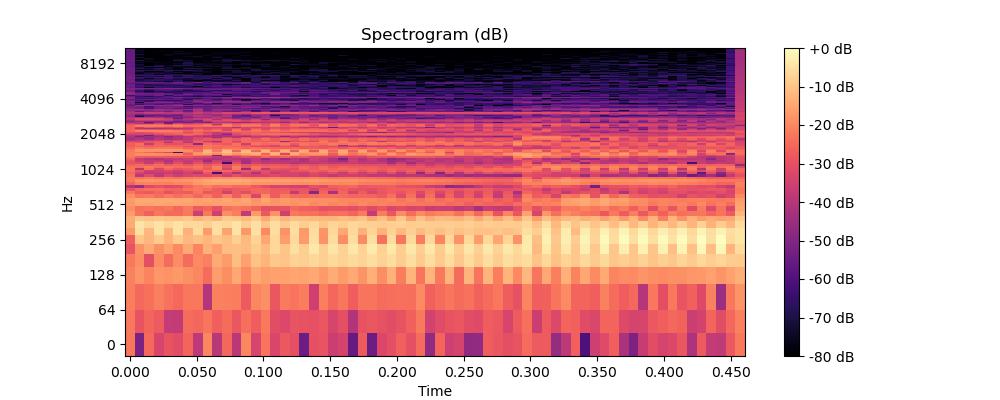 Spectrogram (dB)
8192
4096
2048
1024
512
256
128
64
0
Hz
0.000 0.050 0.100 0.150 0.200 0.250 0.300 0.350 0.400 0.450
Time
+0 dB
-10 dB
-20 dB
-30 dB
-40 dB
-50 dB
-60 dB
-70 dB
-80 dB